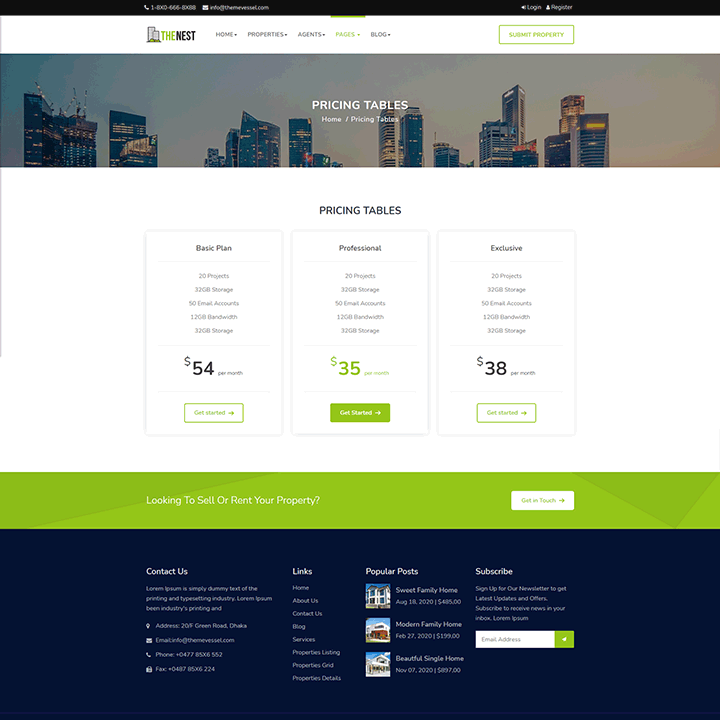 1-8X0-666-8X88 info@themevessel.com Login Register
THENEST HOME PROPERTIES AGENTS PAGES BLOG SUBMIT PROPERTY
PRICING TABLES
Home / Pricing Tables
PRICING TABLES
Basic Plan
20 Projects
32GB Storage
50 Email Accounts
12GB Bandwidth
32GB Storage
$54 per month
Get started
Professional
20 Projects
32GB Storage
50 Email Accounts
12GB Bandwidth
32GB Storage
$35 per month
Get Started
Exclusive
20 Projects
32GB Storage
50 Email Accounts
12GB Bandwidth
32GB Storage
$38 per month
Get started
Looking To Sell Or Rent Your Property? Get in Touch
Contact Us
Lorem Ipsum is simply dummy text of the
printing and typesetting industry. Lorem Ipsum
been industry's printing and
Address: 20/F Green Road, Dhaka
Email:info@themevessel.com
Phone: +0477 85X6 552
Fax: +0487 85X6 224
Links
Home
About Us
Contact Us
Blog
Services
Properties Listing
Properties Grid
Properties Details
Popular Posts
Sweet Family Home
Aug 18, 2020 | $485,00
Modern Family Home
Feb 27, 2020 | $199,00
Beautful Single Home
Nov 07, 2020 | $897,00
Subscribe
Sign Up for Our Newsletter to get
Latest Updates and Offers.
Subscribe to receive news in your
inbox. Lorem Ipsum
Email Address